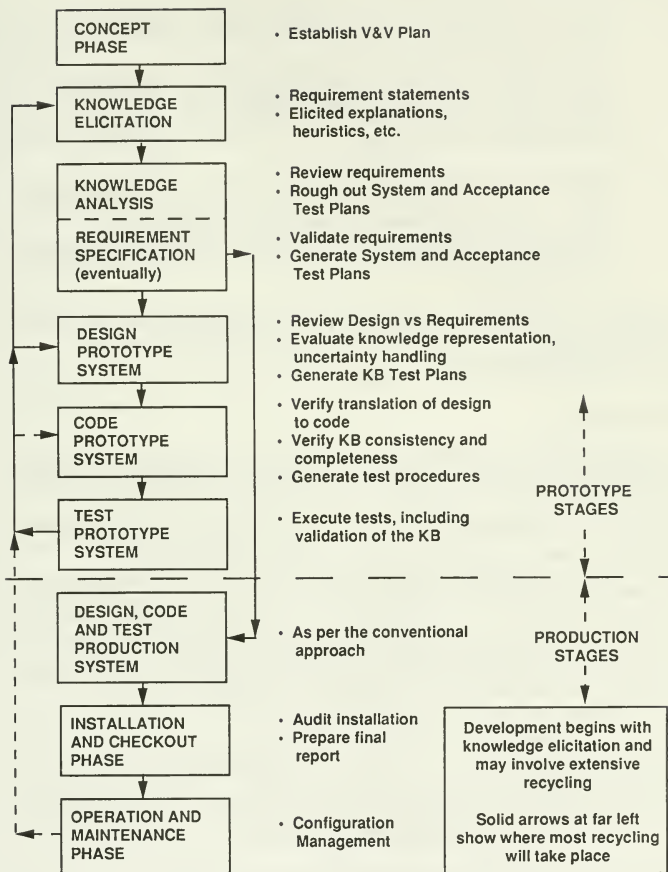 CONCEPT
PHASE
• Establish V&V Plan
KNOWLEDGE
ELICITATION
• Requirement statements
• Elicited explanations,
heuristics, etc.
KNOWLEDGE
ANALYSIS
• Review requirements
• Rough out System and Acceptance
Test Plans
REQUIREMENT
SPECIFICATION
(eventually)
• Validate requirements
• Generate System and Acceptance
Test Plans
DESIGN
PROTOTYPE
SYSTEM
• Review Design vs Requirements
• Evaluate knowledge representation,
uncertainty handling
• Generate KB Test Plans
CODE
PROTOTYPE
SYSTEM
• Verify translation of design
to code
• Verify KB consistency and
completeness
• Generate test procedures
TEST
PROTOTYPE
SYSTEM
• Execute tests, including
validation of the KB
PROTOTYPE
STAGES
DESIGN, CODE
AND TEST
PRODUCTION
SYSTEM
• As per the conventional
approach
PRODUCTION
STAGES
INSTALLATION
AND CHECKOUT
PHASE
• Audit installation
• Prepare final
report
OPERATION AND
MAINTENANCE
PHASE
• Configuration
Management
Development begins with
knowledge elicitation and
may involve extensive
recycling
Solid arrows at far left
show where most recycling
will take place